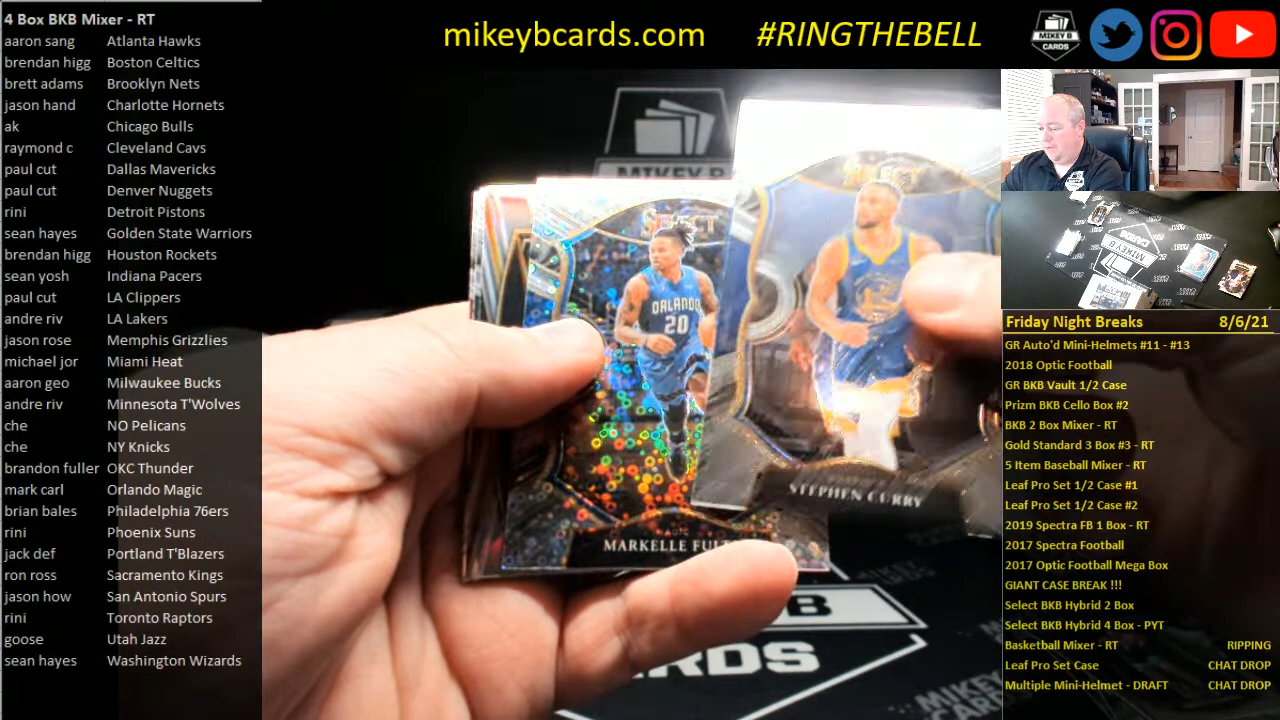 4 Box BKB Mixer - RT
aaron sang Atlanta Hawks
brendan higg Boston Celtics
brett adams Brooklyn Nets
jason hand Charlotte Hornets
ak Chicago Bulls
raymond c Cleveland Cavs
paul cut Dallas Mavericks
paul cut Denver Nuggets
rini Detroit Pistons
sean hayes Golden State Warriors
brendan higg Houston Rockets
sean yosh Indiana Pacers
paul cut LA Clippers
andre riv LA Lakers
jason rose Memphis Grizzlies
michael jor Miami Heat
aaron geo Milwaukee Bucks
andre riv Minnesota T'Wolves
che NO Pelicans
che NY Knicks
brandon fuller OKC Thunder
mark carl Orlando Magic
brian bales Philadelphia 76ers
rini Phoenix Suns
jack def Portland T'Blazers
ron ross Sacramento Kings
jason how San Antonio Spurs
rini Toronto Raptors
goose Utah Jazz
sean hayes Washington Wizards
mikeybcards.com #RINGTHEBELL
MIKEY B
CARDS
MIKEY B
SELECT
SELECT
ORLANDO
20
STEPHEN CURRY
MARKELLE
B
CARDS
MIKEY B
CARDS
Friday Night Breaks 8/6/21
GR Auto'd Mini-Helmets #11 - #13
2018 Optic Football
GR BKB Vault 1/2 Case
Prizm BKB Cello Box #2
BKB 2 Box Mixer - RT
Gold Standard 3 Box #3 - RT
5 Item Baseball Mixer - RT
Leaf Pro Set 1/2 Case #1
Leaf Pro Set 1/2 Case #2
2019 Spectra FB 1 Box - RT
2017 Spectra Football
2017 Optic Football Mega Box
GIANT CASE BREAK !!!
Select BKB Hybrid 2 Box
Select BKB Hybrid 4 Box - PYT
Basketball Mixer - RT RIPPING
Leaf Pro Set Case CHAT DROP
Multiple Mini-Helmet - DRAFT CHAT DROP